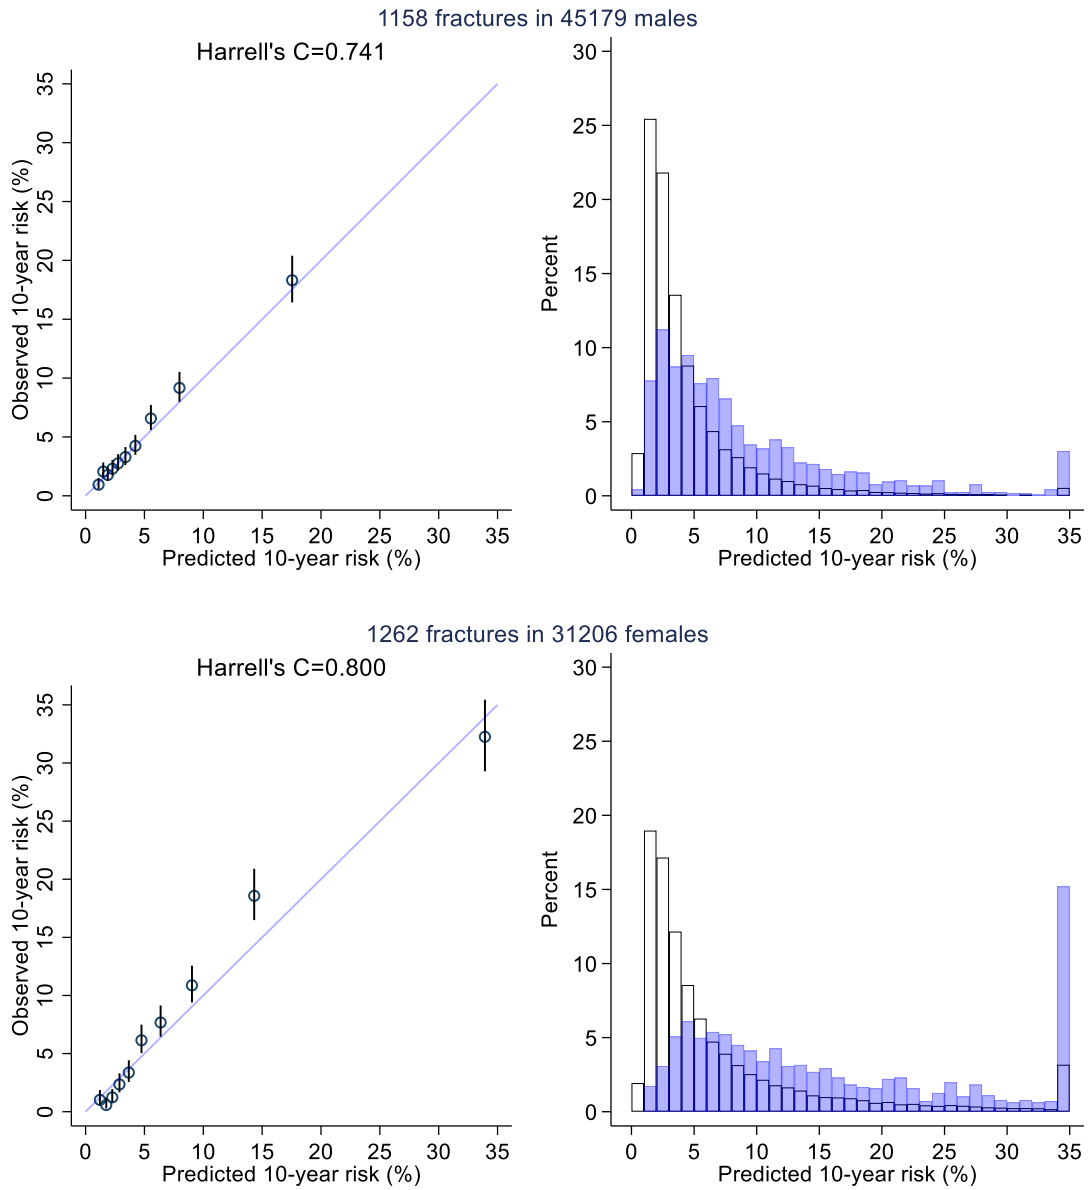 1158 fractures in 45179 males
Harrell's C=0.741
Observed 10-year risk (%)
35
30
25
20
15
10
5
0
0 5 10 15 20 25 30 35
Predicted 10-year risk (%)
Percent
30
25
20
15
10
5
0
0 5 10 15 20 25 30 35
Predicted 10-year risk (%)
1262 fractures in 31206 females
Harrell's C=0.800
Observed 10-year risk (%)
35
30
25
20
15
10
5
0
0 5 10 15 20 25 30 35
Predicted 10-year risk (%)
Percent
30
25
20
15
10
5
0
0 5 10 15 20 25 30 35
Predicted 10-year risk (%)